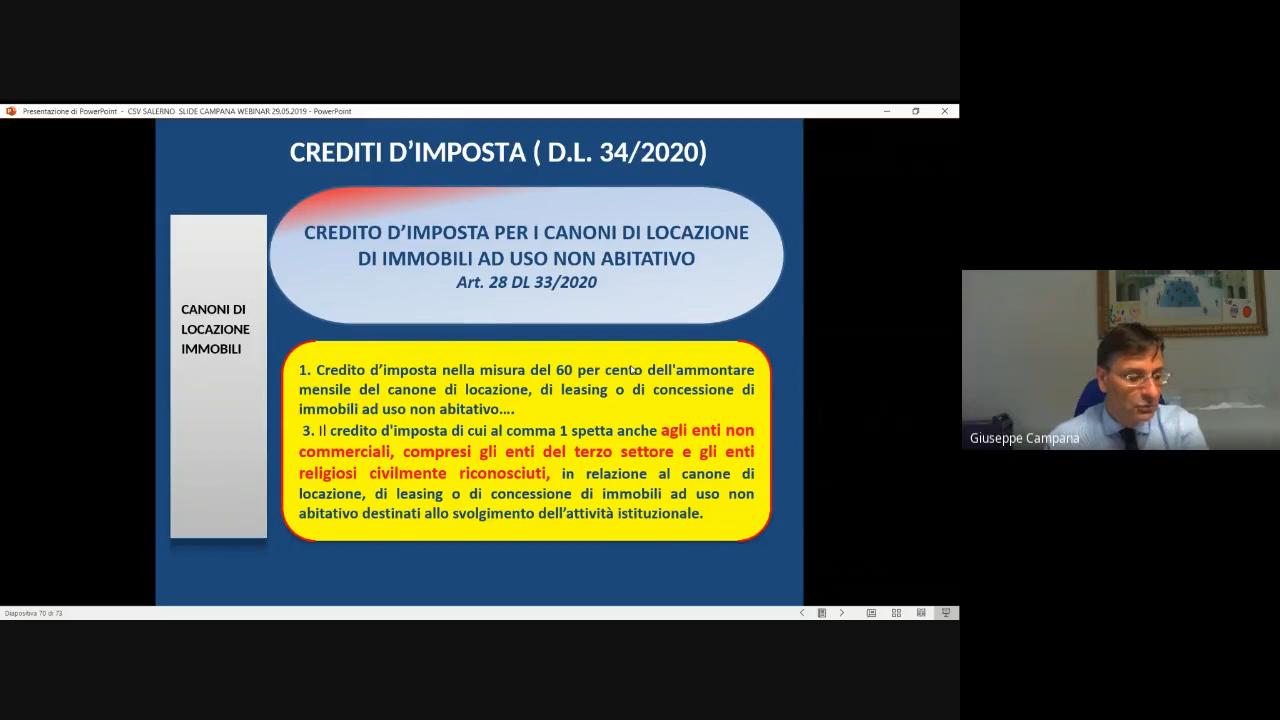 Presentazione di PowerPoint - CSV SALERNO SLIDE CAMPANA WEBINAR 29.05.2019 - PowerPoint
CREDITI D’IMPOSTA ( D.L. 34/2020)
CREDITO D’IMPOSTA PER I CANONI DI LOCAZIONE
DI IMMOBILI AD USO NON ABITATIVO
Art. 28 DL 33/2020
CANONI DI
LOCAZIONE
IMMOBILI
1. Credito d’imposta nella misura del 60 per cento dell'ammontare
mensile del canone di locazione, di leasing o di concessione di
immobili ad uso non abitativo....
3. Il credito d'imposta di cui al comma 1 spetta anche agli enti non
commerciali, compresi gli enti del terzo settore e gli enti
religiosi civilmente riconosciuti, in relazione al canone di
locazione, di leasing o di concessione di immobili ad uso non
abitativo destinati allo svolgimento dell’attività istituzionale.
Diapositiva 70 di 73
Giuseppe Campana